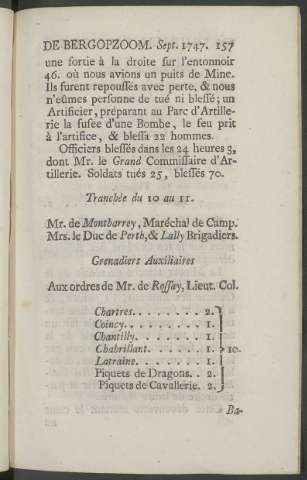 DE BERGOPZOOM. Sept. 1747. 157
une sortie à la droite sur l'entonnoir
46. où nous avions un puits de Mine.
Ils furent repoussés avec perte, & nous
n'eûmes personne de tué ni blessé; un
Artificier, préparant au Parc d'Artille-
rie la fusée d'une Bombe, le feu prit
à l'artifice, & blessa 22 hommes.
Officiers blessés dans les 24 heures 3,
dont Mr. le Grand Commissaire d'Ar-
tillerie. Soldats tués 25, blessés 70.
Tranchée du 10 au 11.
Mr. de Montbarrey, Maréchal de Camp.
Mrs. le Duc de Perth, & Lally Brigadiers.
Grenadiers Auxiliaires
Aux ordres de Mr. de Rossay, Lieut. Col.
Chartres. . . . . . . . 2.
Coincy. . . . . . . . . 1.
Chantilly. . . . . . . 1.
Chabrillant. . . . . . 1. 10.
Latraine. . . . . . . . 1.
Piquets de Dragons. . 2.
Piquets de Cavallerie. 2.
Ba-